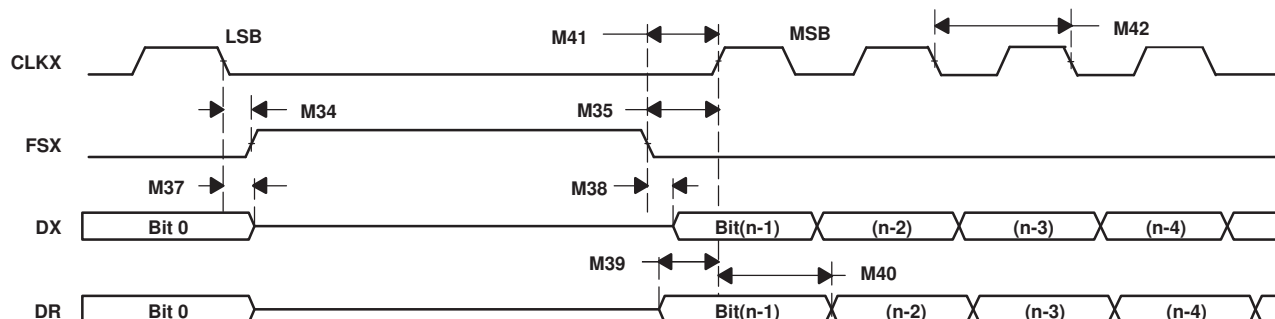 LSB M41 MSB M42
CLKX
M34 M35
FSX
M37 M38
DX Bit 0 Bit(n-1) (n-2) (n-3) (n-4)
M39 M40
DR Bit 0 Bit(n-1) (n-2) (n-3) (n-4)